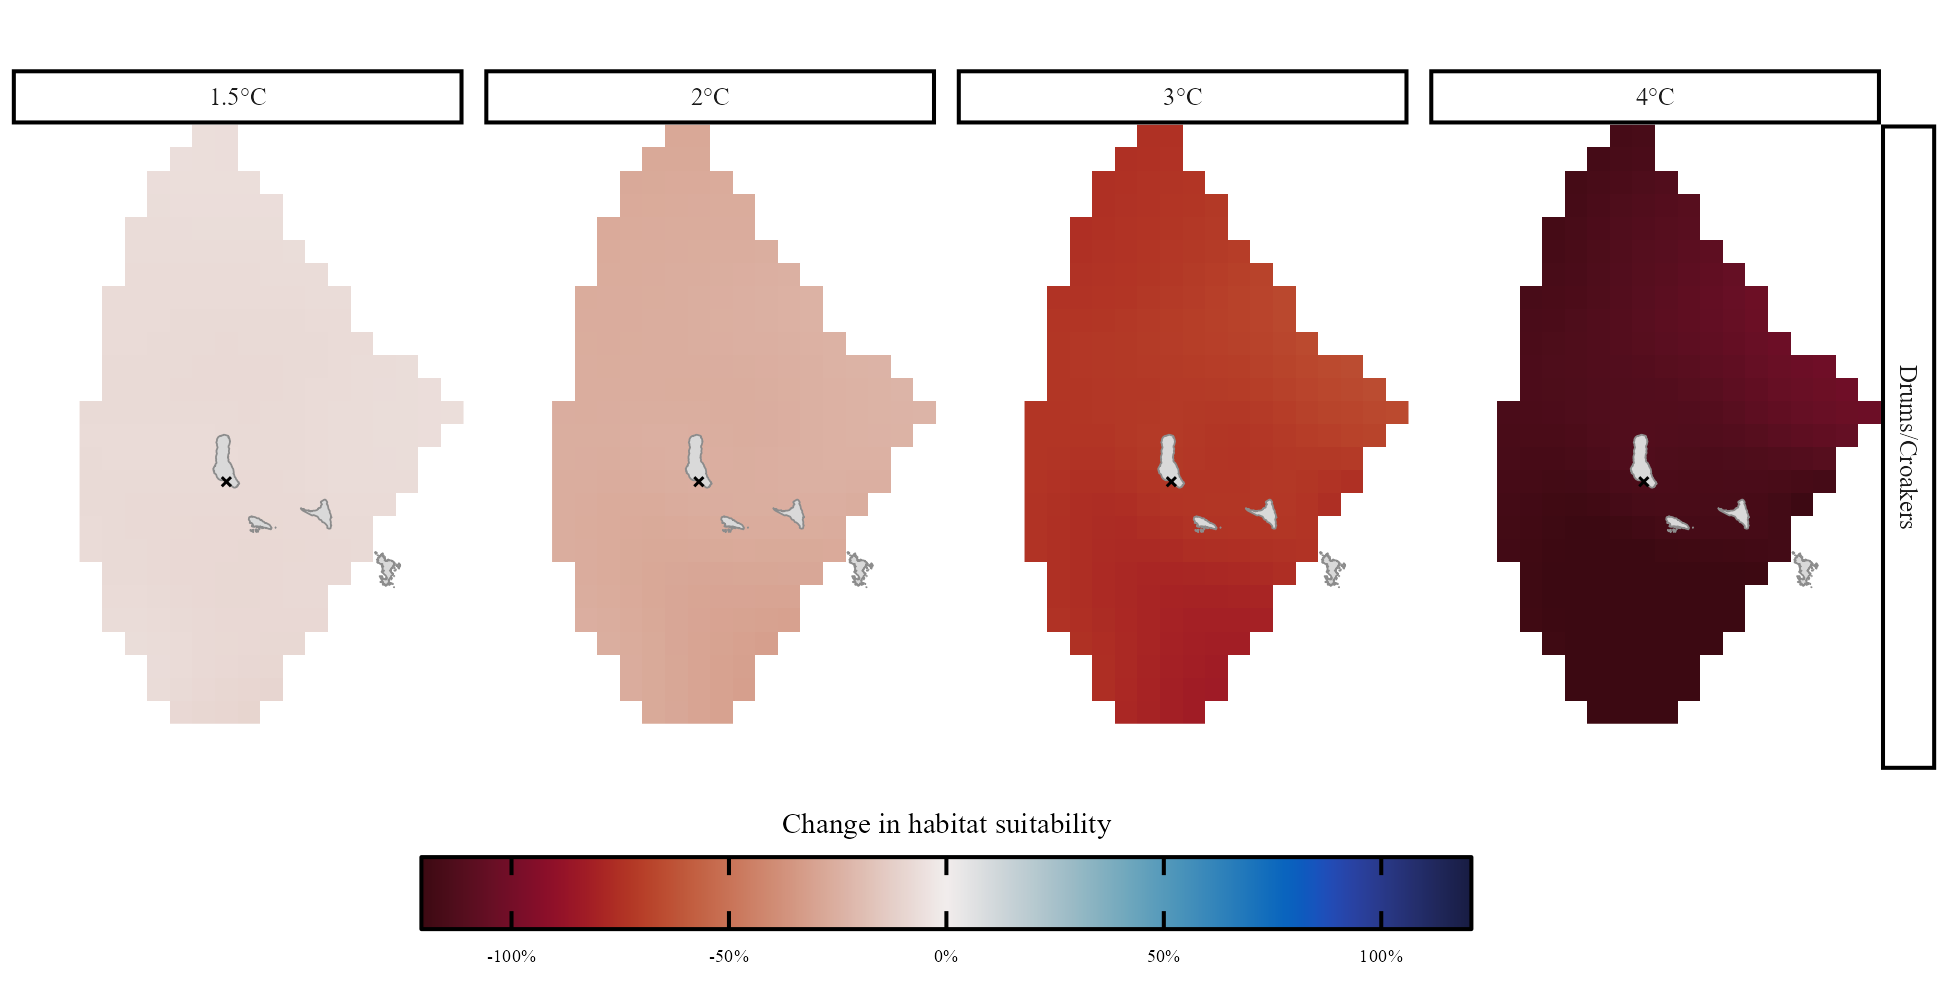 1.5°C
2°C
3°C
4°C
Drums/Croakers
Change in habitat suitability
-100%
-50%
0%
50%
100%